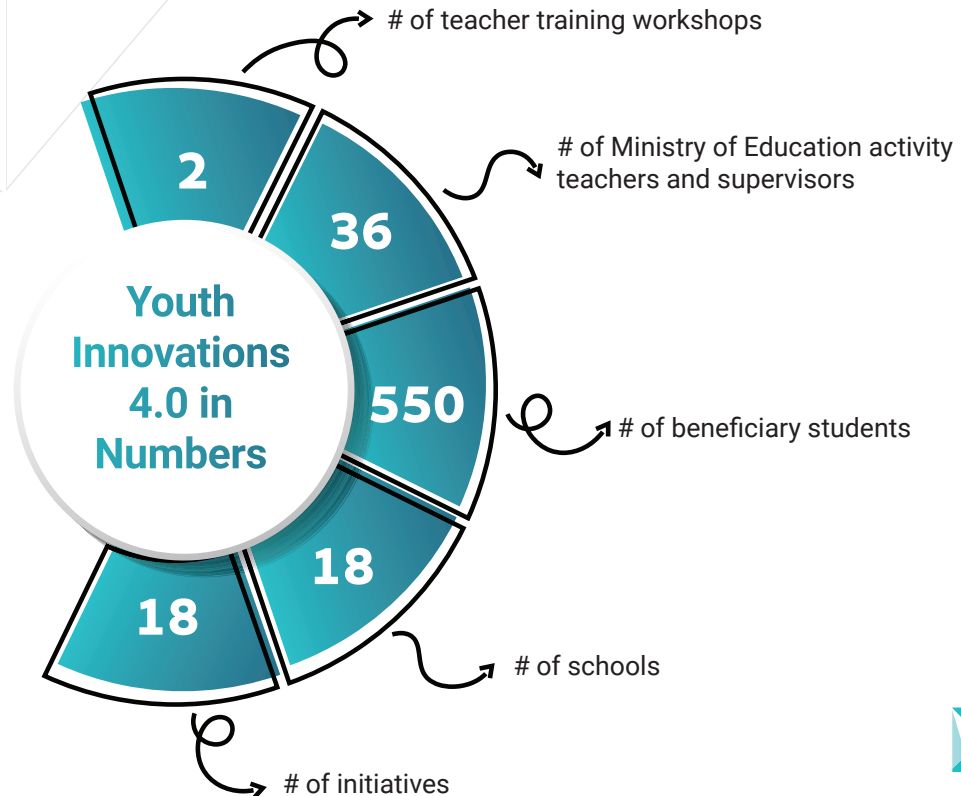 # of teacher training workshops
2
# of Ministry of Education activity
teachers and supervisors
36
Youth
Innovations
4.0 in
Numbers
550
# of beneficiary students
18
# of schools
18
# of initiatives